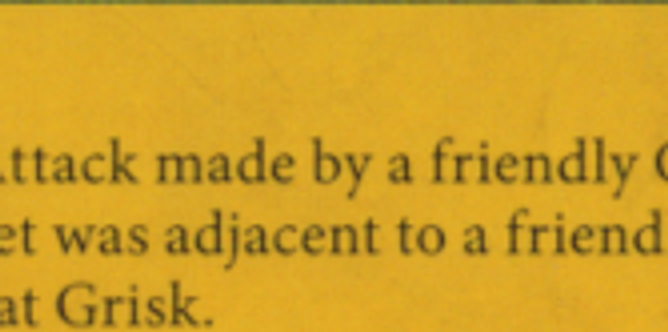 ttack made by a friendly
et was adjacent to a friend
at Grisk.